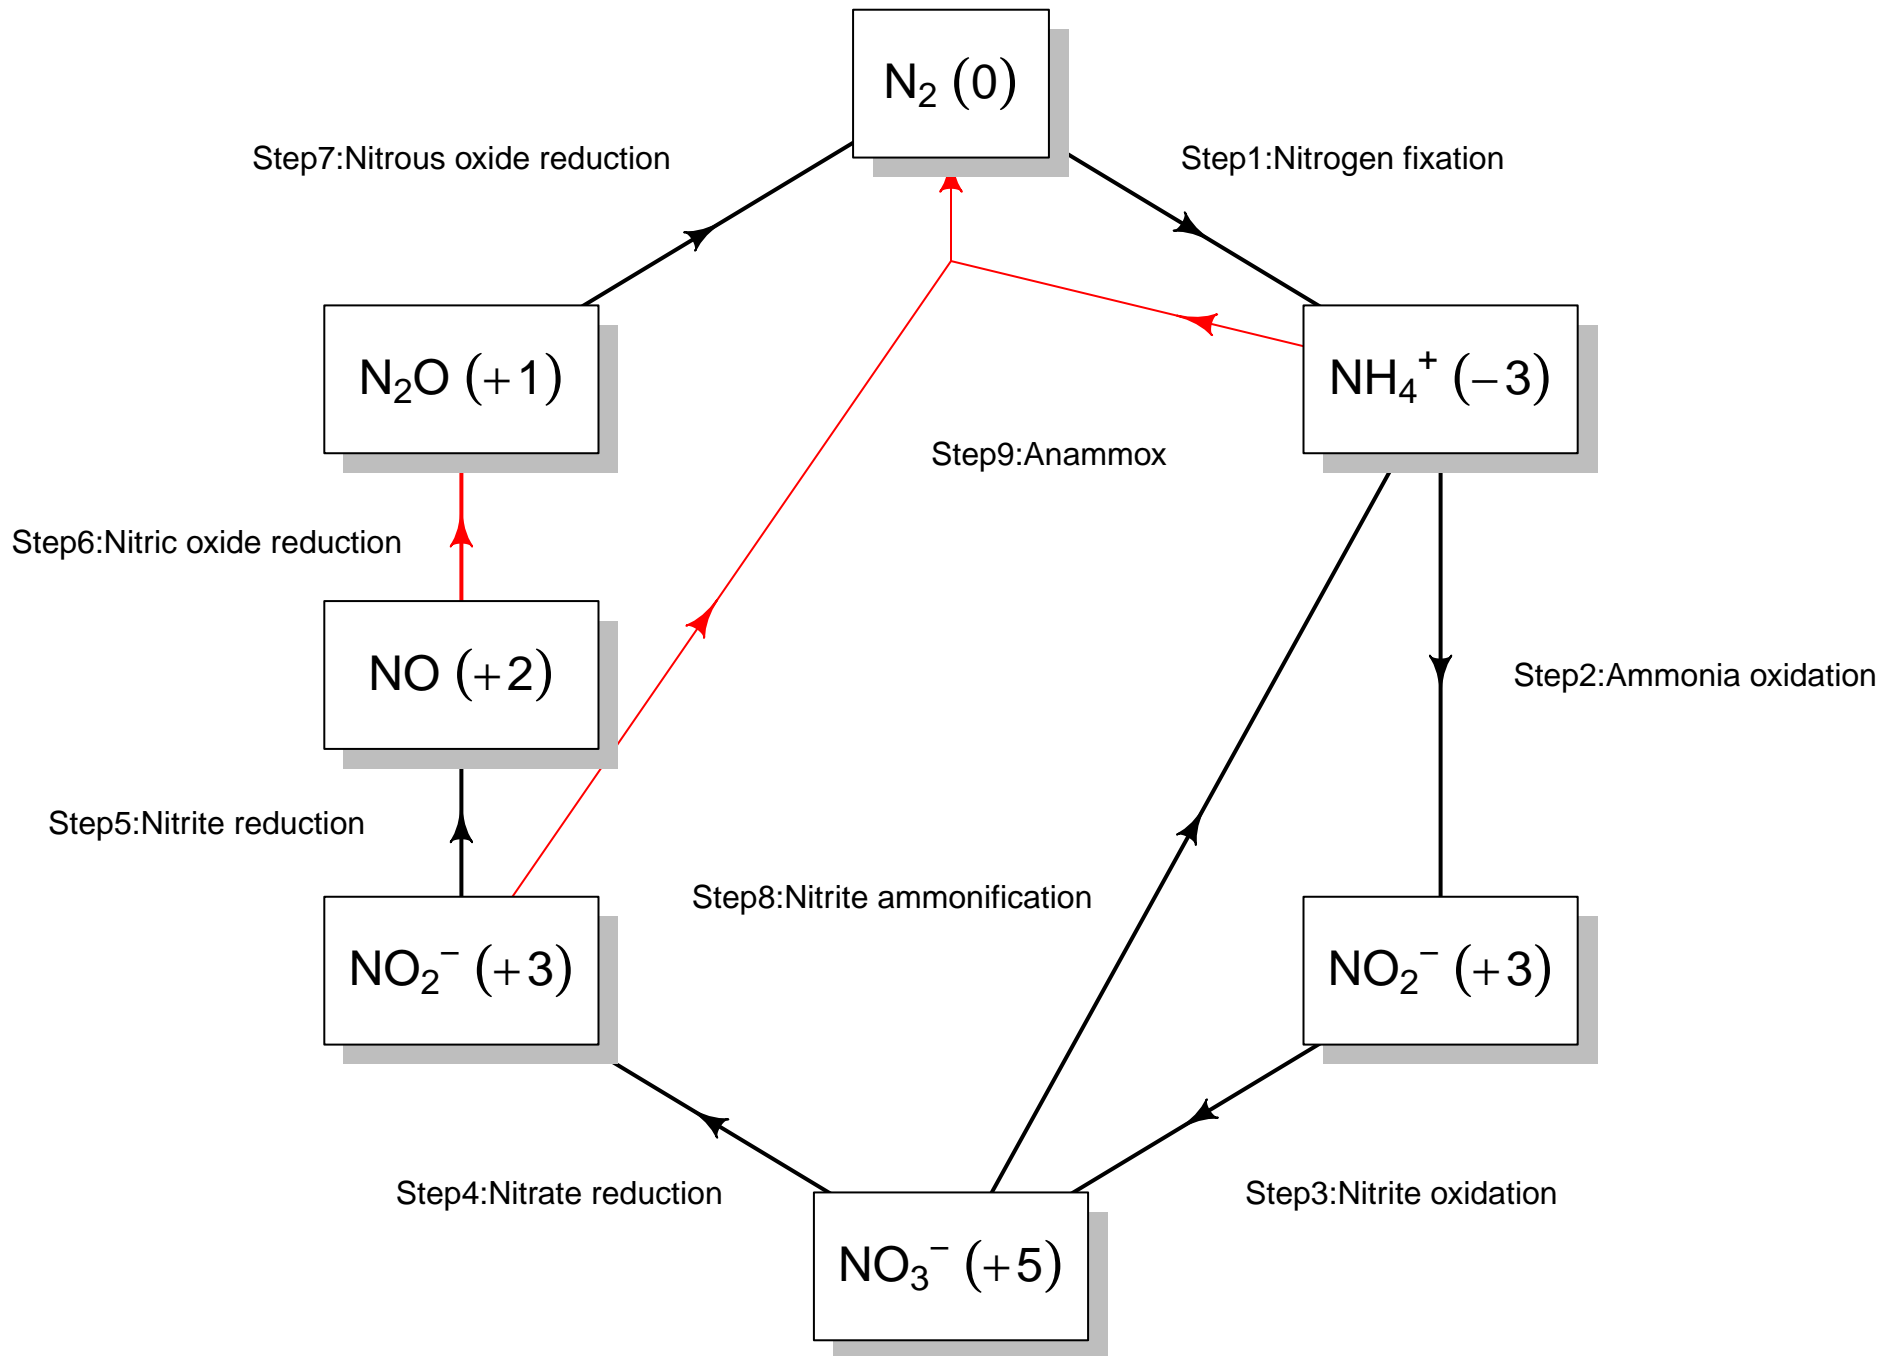 N₂ (0)
Step7:Nitrous oxide reduction
Step1:Nitrogen fixation
N₂O (+1)
NH₄⁺ (−3)
Step9:Anammox
Step6:Nitric oxide reduction
NO (+2)
Step2:Ammonia oxidation
Step5:Nitrite reduction
Step8:Nitrite ammonification
NO₂⁻ (+3)
NO₂⁻ (+3)
Step4:Nitrate reduction
Step3:Nitrite oxidation
NO₃⁻ (+5)